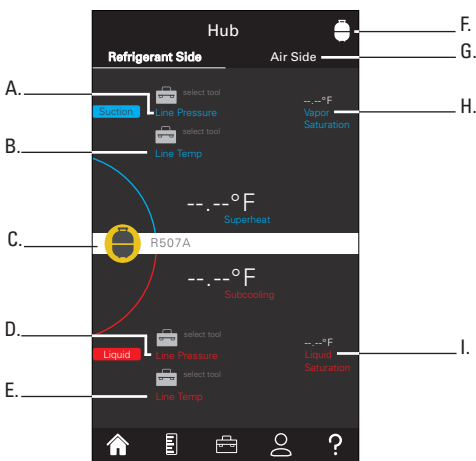 Hub
F.
Refrigerant Side
Air Side
G.
A.
select tool
--.--°F
Suction
Line Pressure
Vapor
Saturation
H.
select tool
B.
Line Temp
--.--°F
Superheat
C.
R507A
--.--°F
Subcooling
D.
select tool
--.--°F
Liquid
Line Pressure
Liquid
Saturation
I.
select tool
E.
Line Temp
?